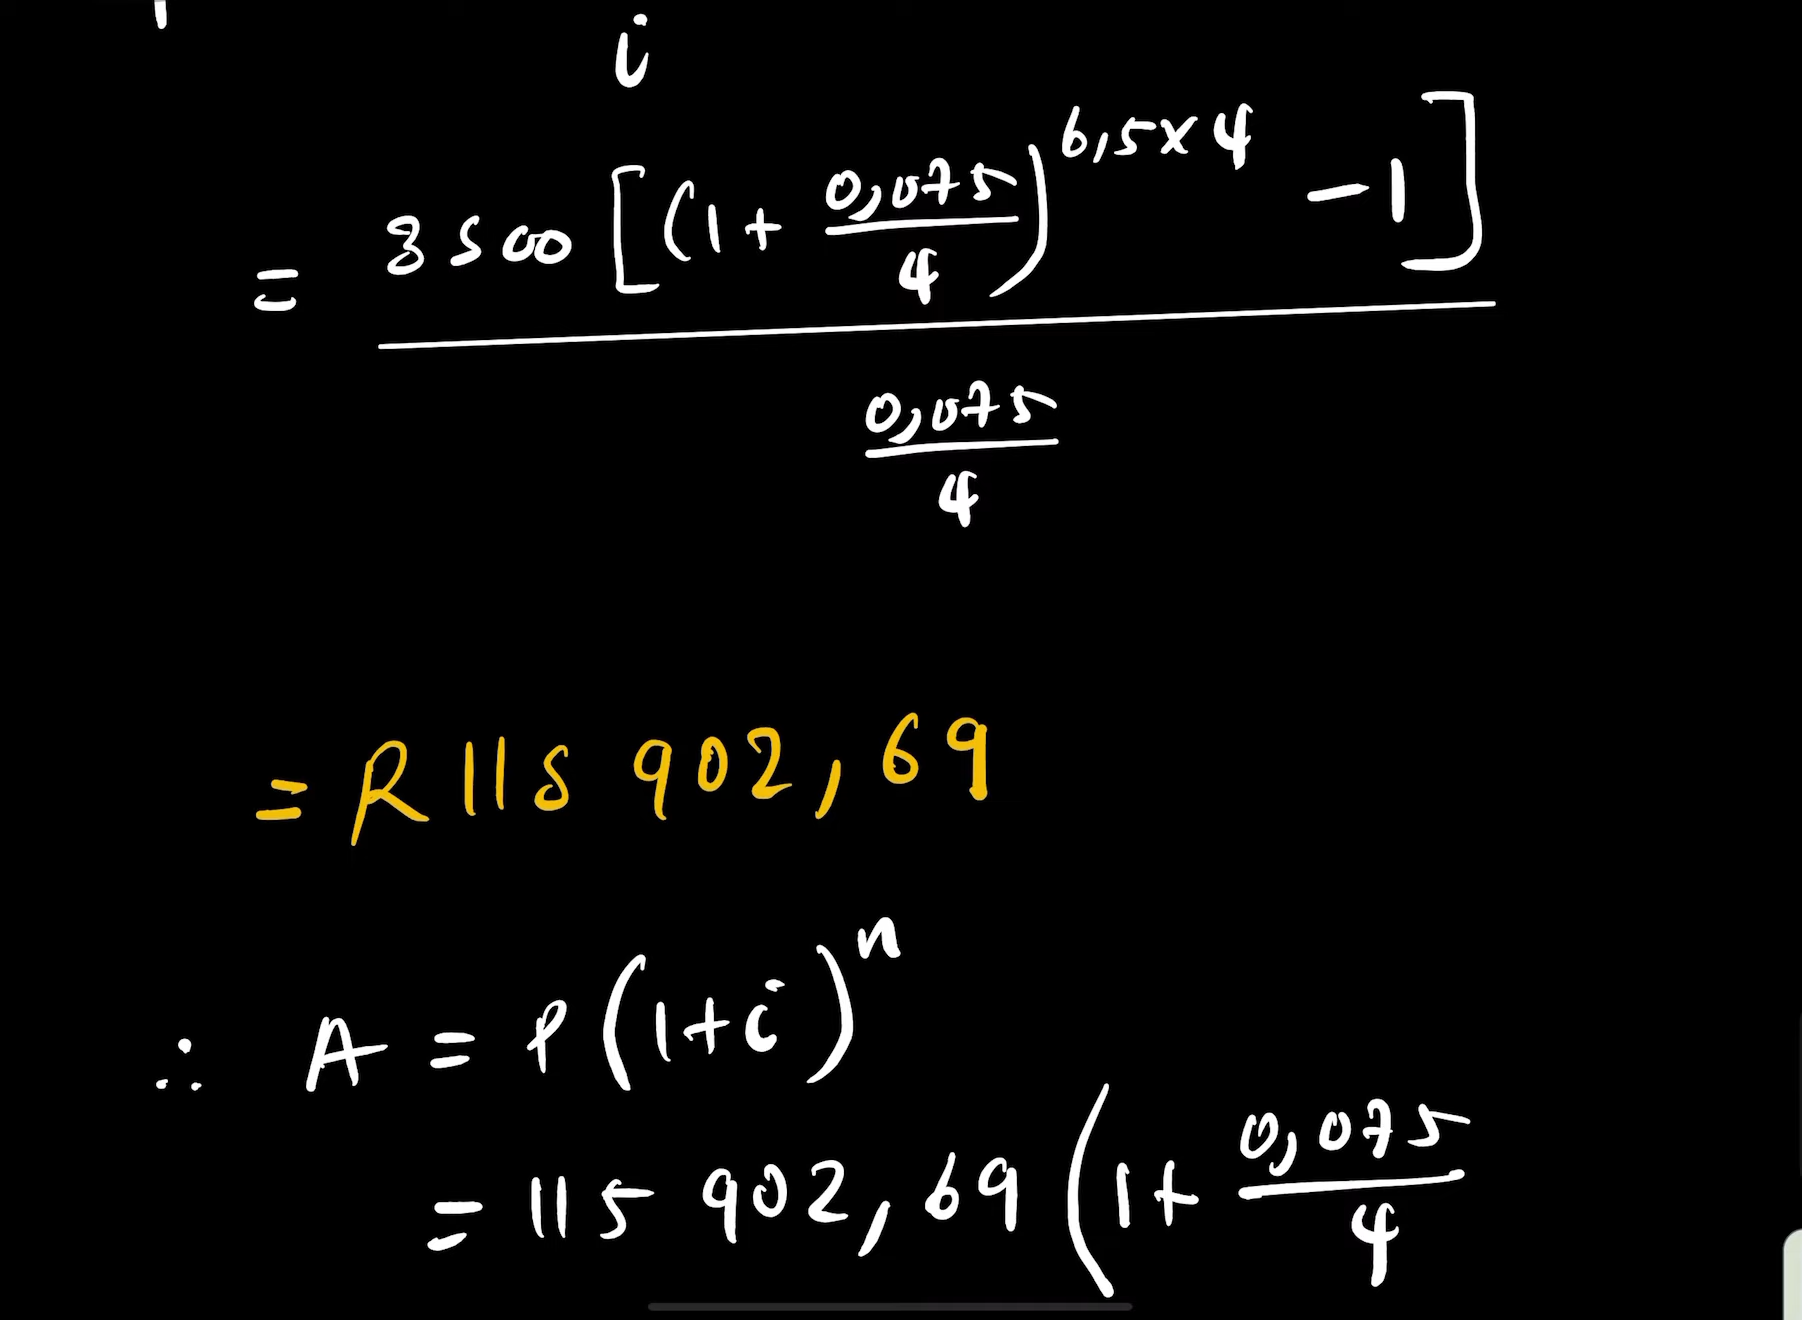 i
= 3500 [(1 + 0,075/4)^6,5×4 − 1]
0,075/4
= R115 902,69
∴ A = P(1+i)^n
= 115 902,69 (1 + 0,075/4